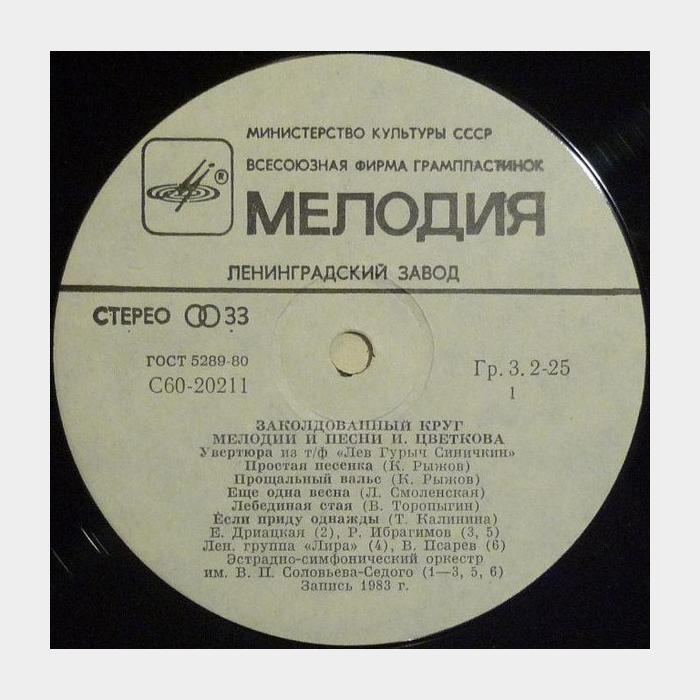 МИНИСТЕРСТВО КУЛЬТУРЫ СССР
ВСЕСОЮЗНАЯ ФИРМА ГРАМПЛАСТИНОК
®
МЕЛОДИЯ
ЛЕНИНГРАДСКИЙ ЗАВОД
СТЕРЕО 33
ГОСТ 5289-80
С60-20211
Гр. 3. 2-25
1
ЗАКОЛДОВАННЫЙ КРУГ
МЕЛОДИИ И ПЕСНИ И. ЦВЕТКОВА
Увертюра из т/ф «Лев Гурыч Синичкин»
Простая песенка (К. Рыжов)
Прощальный вальс (К. Рыжов)
Еще одна весна (Л. Смоленская)
Лебединая стая (В. Торопыгин)
Если приду однажды (Т. Калинина)
Е. Дриацкая (2), Р. Ибрагимов (3, 5)
Лен. группа «Лира» (4), В. Псарев (6)
Эстрадно-симфонический оркестр
им. В. П. Соловьева-Седого (1—3, 5, 6)
Запись 1983 г.